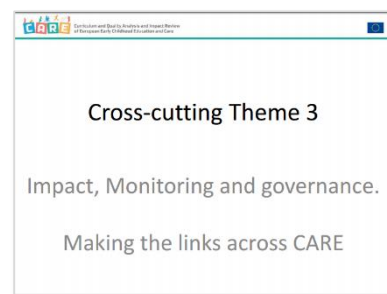 CARE
Curriculum and Quality Analysis and Impact Review
of European Early Childhood Education and Care
Cross-cutting Theme 3
Impact, Monitoring and governance.
Making the links across CARE